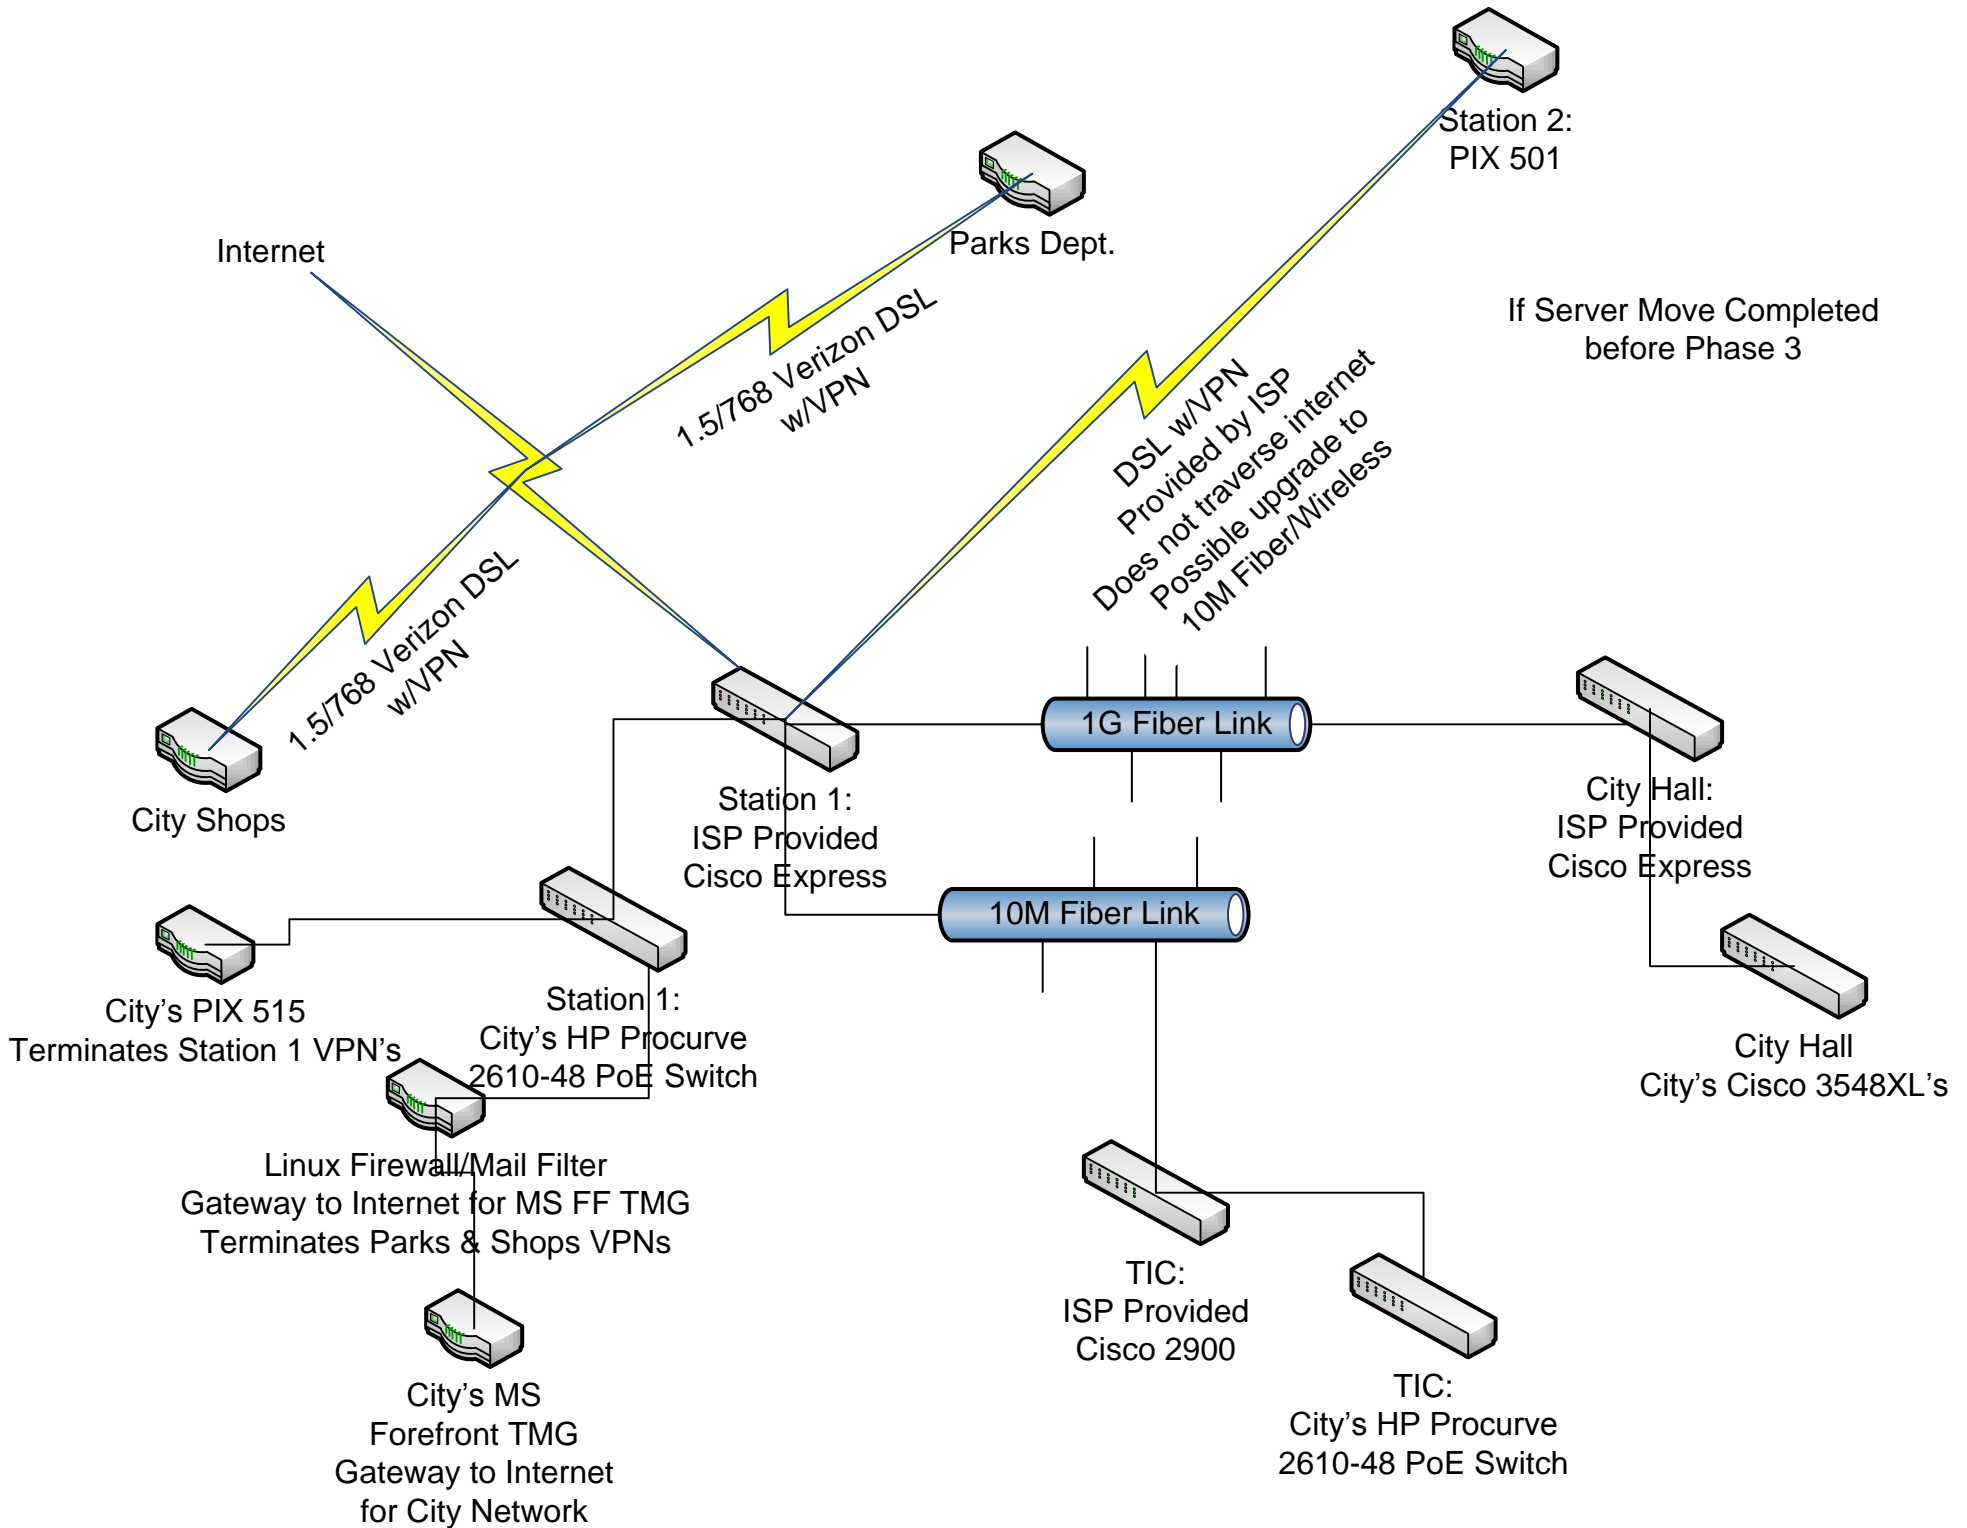 Station 2:
PIX 501
Parks Dept.
Internet
If Server Move Completed
before Phase 3
1.5/768 Verizon DSL
w/VPN
DSL w/VPN
Provided by ISP
Does not traverse internet
Possible upgrade to
10M Fiber/Wireless
1.5/768 Verizon DSL
w/VPN
City Shops
1G Fiber Link
Station 1:
ISP Provided
Cisco Express
City Hall:
ISP Provided
Cisco Express
10M Fiber Link
City's PIX 515
Terminates Station 1 VPN's
Station 1:
City's HP Procurve
2610-48 PoE Switch
City Hall
City's Cisco 3548XL's
Linux Firewall/Mail Filter
Gateway to Internet for MS FF TMG
Terminates Parks & Shops VPNs
TIC:
ISP Provided
Cisco 2900
City's MS
Forefront TMG
Gateway to Internet
for City Network
TIC:
City's HP Procurve
2610-48 PoE Switch